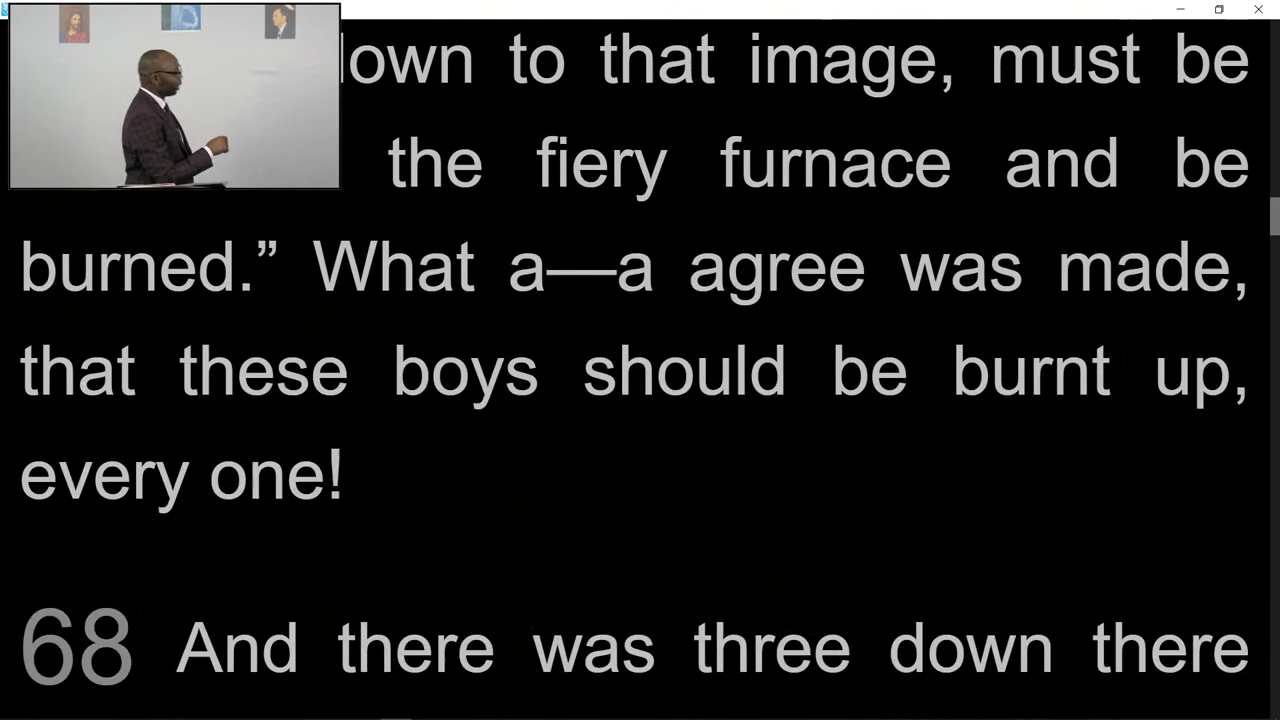 to that image, must be
the fiery furnace and be
burned.” What a—a agree was made,
that these boys should be burnt up,
every one!
68 And there was three down there